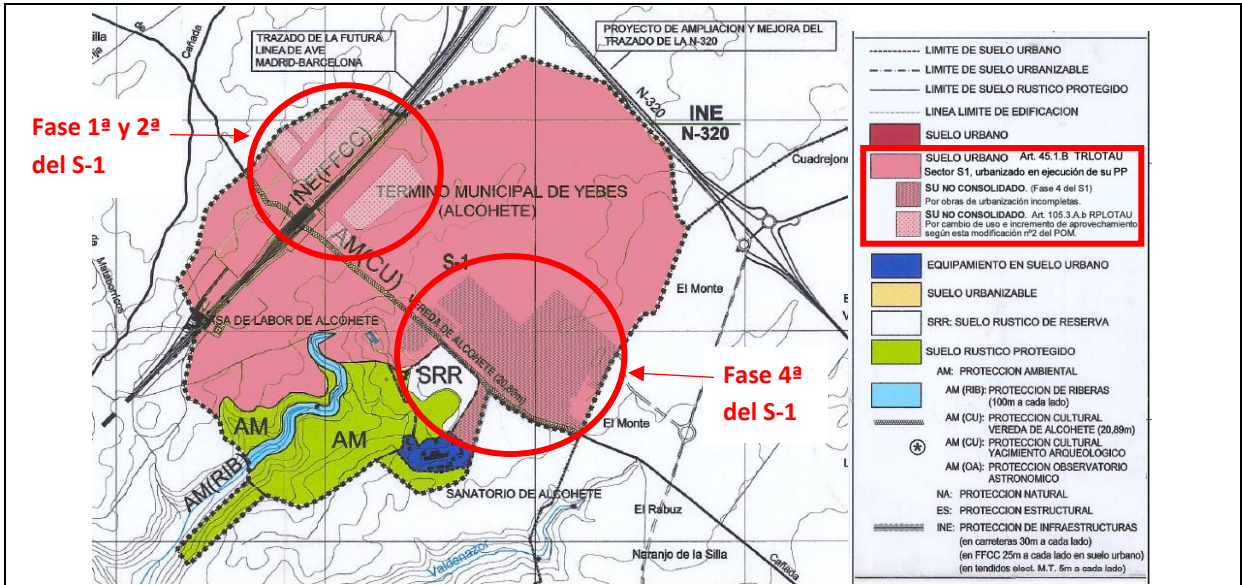 TRAZADO DE LA FUTURA
LINEA DE AVE
MADRID-BARCELONA
PROYECTO DE AMPLIACION Y MEJORA DEL
TRAZADO DE LA N-320
Silla
de
Cañada
Fase 1ª y 2ª
del S-1
N-320
INE
N-320
Cuadrejone
INE(FFCC)
TERMINO MUNICIPAL DE YEBES
(ALCOHETE)
AM(CU)
S-1
El Monte
VEREDA DE ALCOHETE (20,89m)
ASA DE LABOR DE ALCOHETE
SRR
Fase 4ª
del S-1
AM
AM
El Monte
AM(RIB)
SANATORIO DE ALCOHETE
El Rabuz
Naranjo de la Silla
Valdenazor
Cañada
LIMITE DE SUELO URBANO
LIMITE DE SUELO URBANIZABLE
LIMITE DE SUELO RUSTICO PROTEGIDO
LINEA LIMITE DE EDIFICACION
SUELO URBANO
SUELO URBANO Art. 45.1.B TRLOTAU
Sector S1, urbanizado en ejecución de su PP
SU NO CONSOLIDADO. (Fase 4 del S1)
Por obras de urbanización incompletas.
SU NO CONSOLIDADO. Art. 105.3.A.b RPLOTAU
Por cambio de uso e incremento de aprovechamiento
según esta modificación nº2 del POM.
EQUIPAMIENTO EN SUELO URBANO
SUELO URBANIZABLE
SRR: SUELO RUSTICO DE RESERVA
SUELO RUSTICO PROTEGIDO
AM: PROTECCION AMBIENTAL
AM (RIB): PROTECCION DE RIBERAS
(100m a cada lado)
AM (CU): PROTECCION CULTURAL
VEREDA DE ALCOHETE (20,89m)
AM (CU): PROTECCION CULTURAL
YACIMIENTO ARQUEOLOGICO
AM (OA): PROTECCION OBSERVATORIO
ASTRONOMICO
NA: PROTECCION NATURAL
ES: PROTECCION ESTRUCTURAL
INE: PROTECCION DE INFRAESTRUCTURAS
(en carreteras 30m a cada lado)
(en FFCC 25m a cada lado en suelo urbano)
(en tendidos elect. M.T. 5m a cada lado)